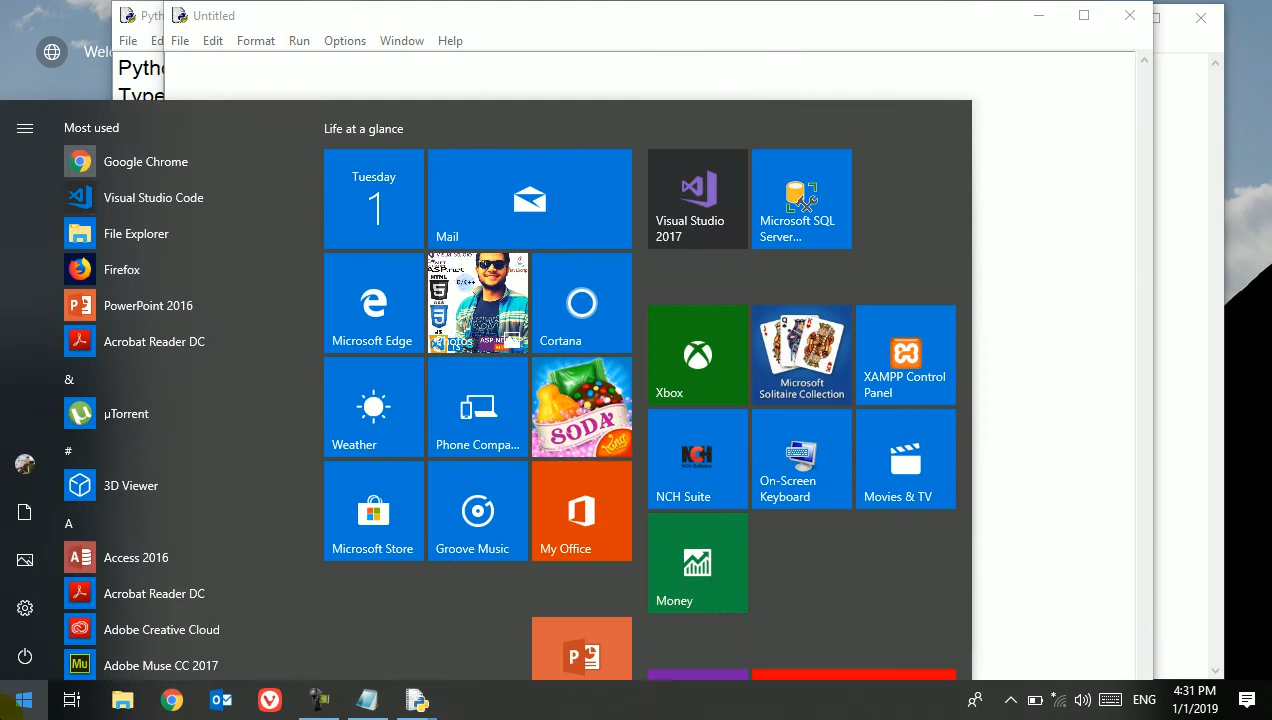 Pyth
Untitled
File Ed
File Edit Format Run Options Window Help
Welc
Pytho
Type
Most used
Google Chrome
Visual Studio Code
File Explorer
Firefox
PowerPoint 2016
Acrobat Reader DC
&
µTorrent
#
3D Viewer
A
Access 2016
Acrobat Reader DC
Adobe Creative Cloud
Adobe Muse CC 2017
Life at a glance
Tuesday
1
Mail
Microsoft Edge
Photos
Cortana
Weather
Phone Compa...
SODA
King
Microsoft Store
Groove Music
My Office
Visual Studio
2017
Microsoft SQL
Server...
Xbox
Microsoft
Solitaire Collection
XAMPP Control
Panel
NCH
NCH Suite
On-Screen
Keyboard
Movies & TV
Money
ENG
4:31 PM
1/1/2019